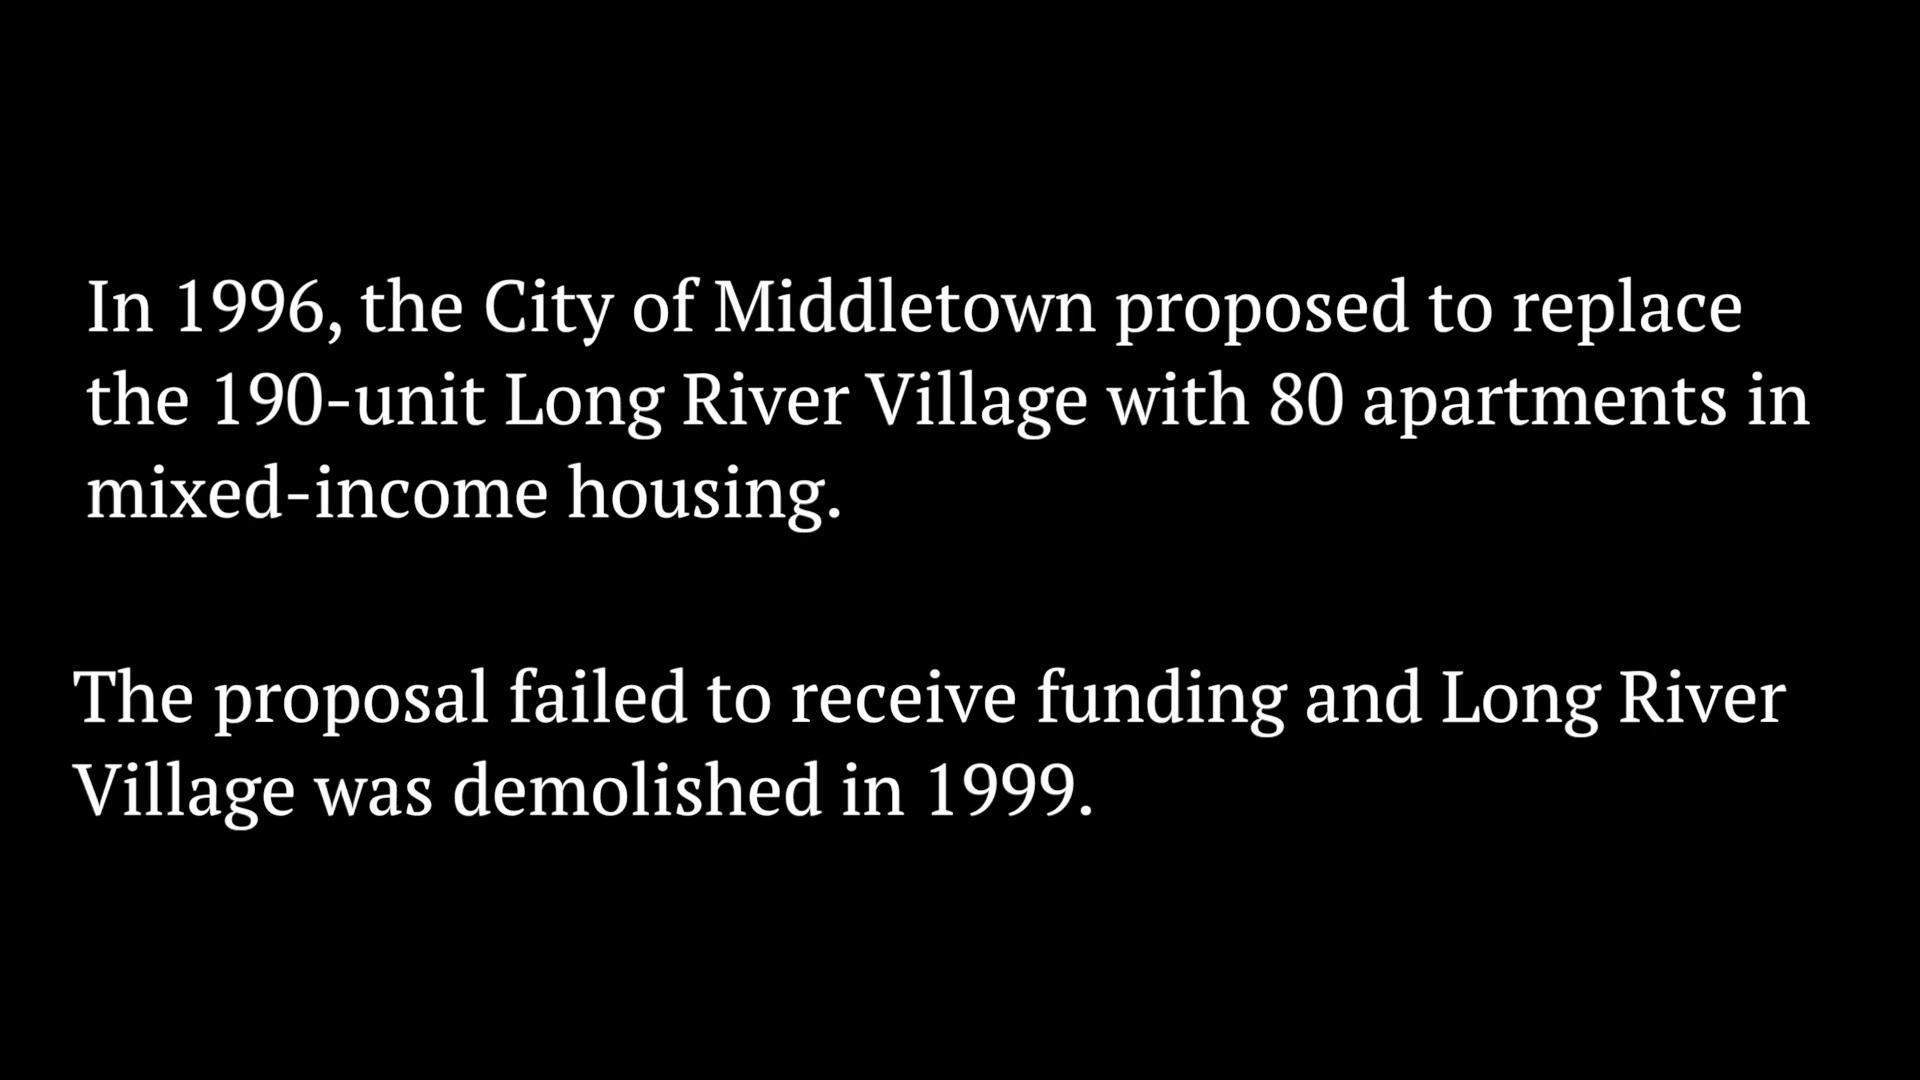 In 1996, the City of Middletown proposed to replace
the 190-unit Long River Village with 80 apartments in
mixed-income housing.
The proposal failed to receive funding and Long River
Village was demolished in 1999.